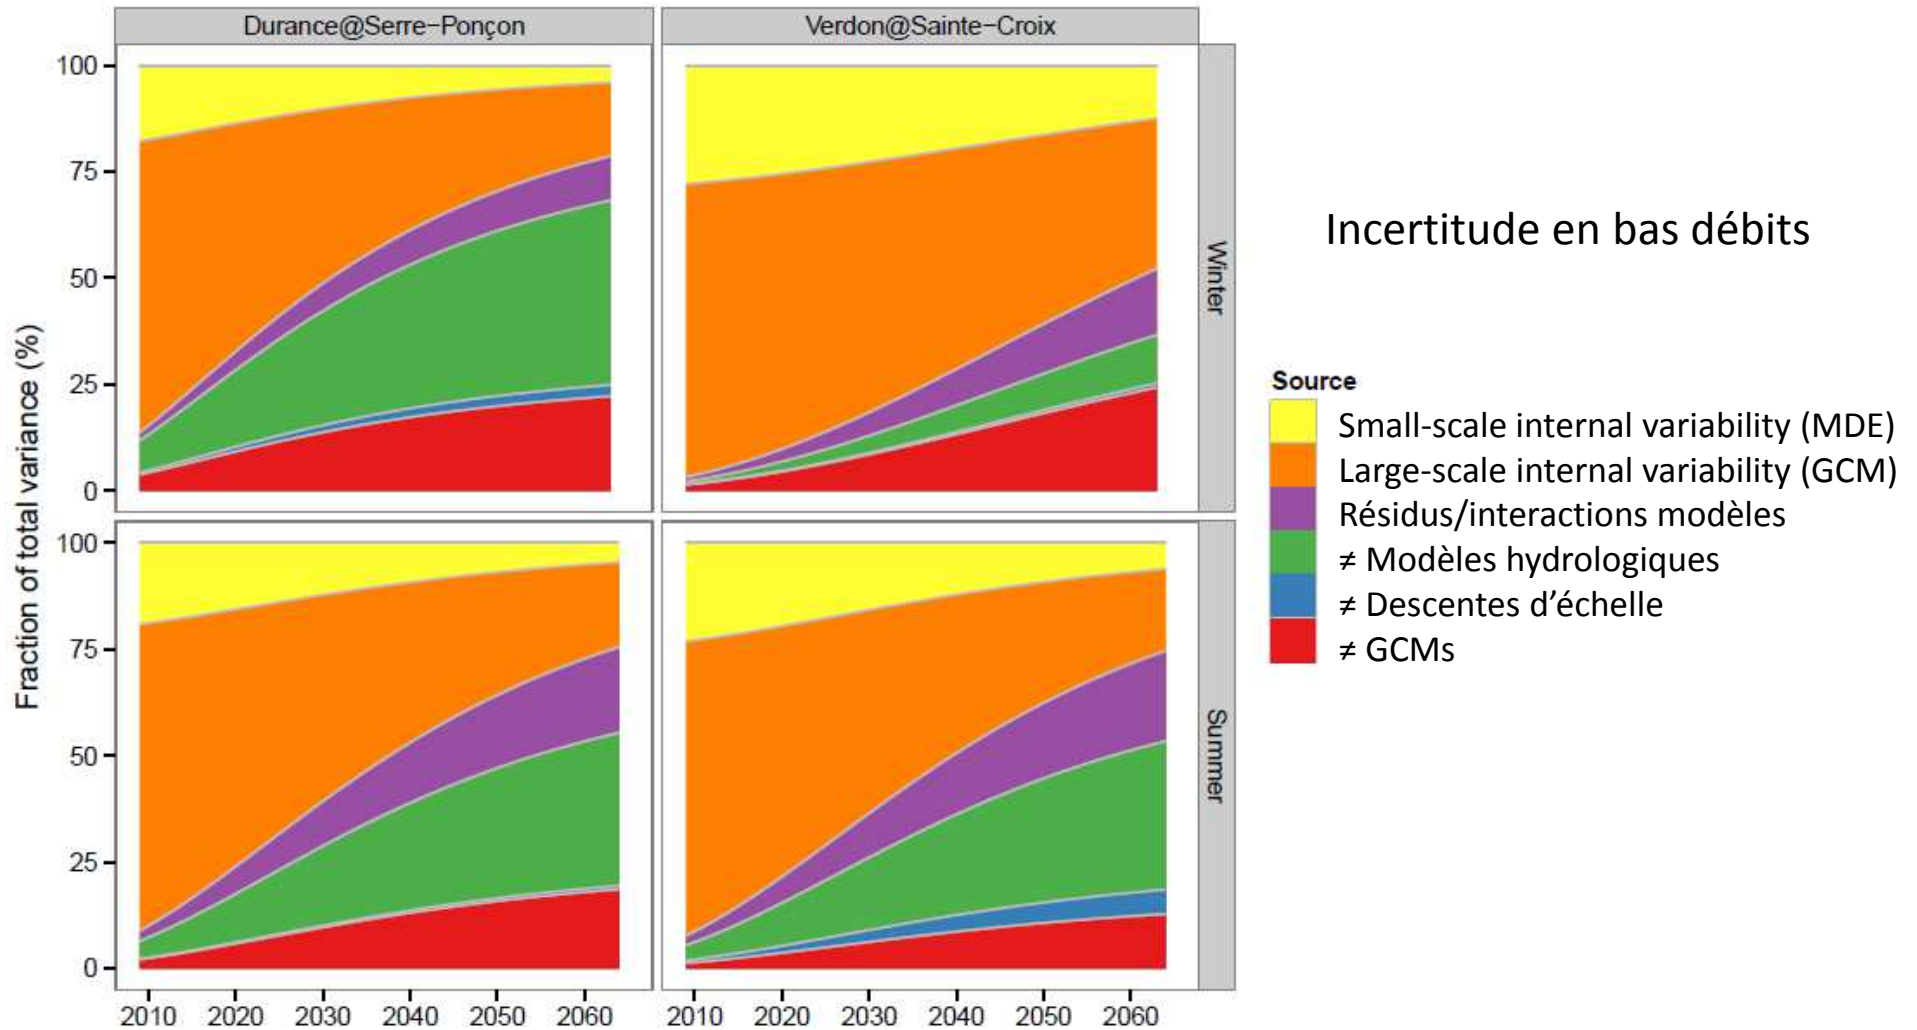 Durance@Serre−Ponçon
Verdon@Sainte−Croix
Fraction of total variance (%)
100
75
50
25
0
Winter
100
75
50
25
0
Summer
2010 2020 2030 2040 2050 2060
2010 2020 2030 2040 2050 2060
Incertitude en bas débits
Source
Small-scale internal variability (MDE)
Large-scale internal variability (GCM)
Résidus/interactions modèles
≠ Modèles hydrologiques
≠ Descentes d’échelle
≠ GCMs